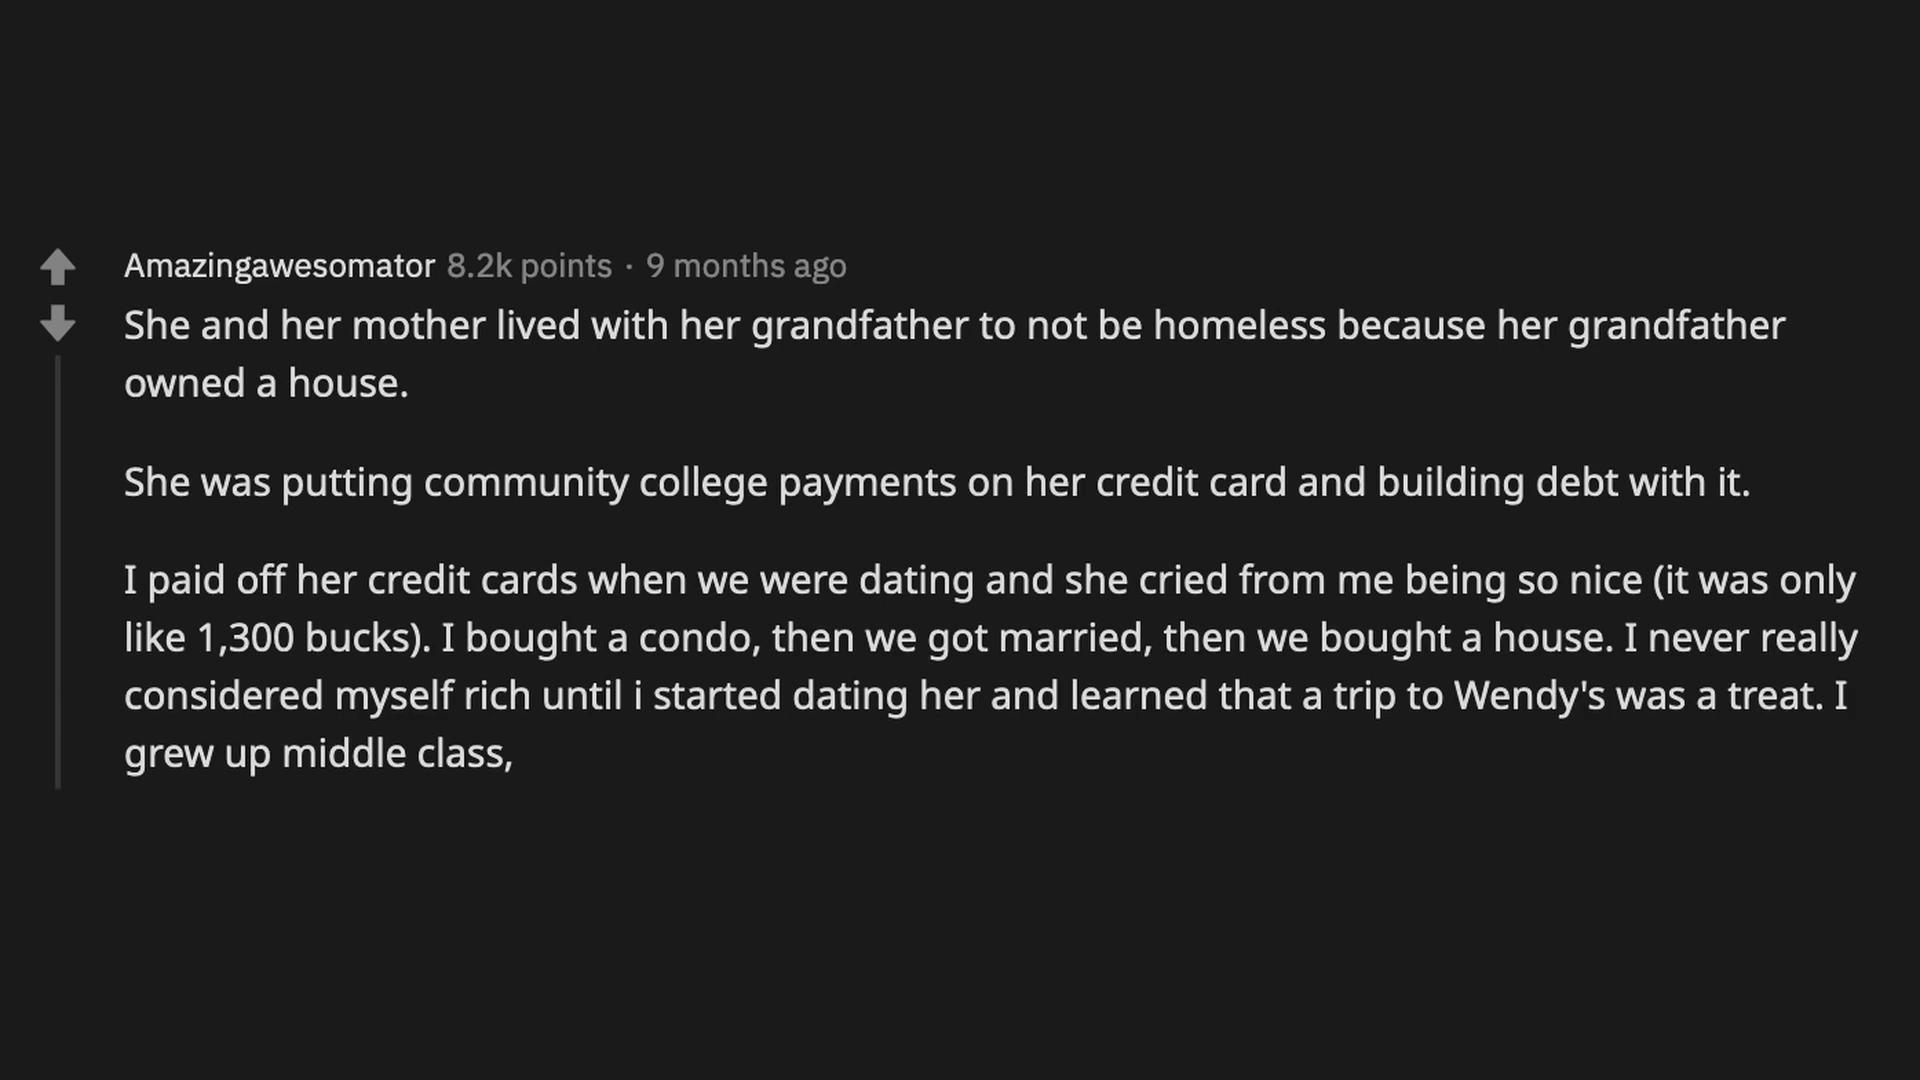 Amazingawesomator 8.2k points · 9 months ago
She and her mother lived with her grandfather to not be homeless because her grandfather
owned a house.
She was putting community college payments on her credit card and building debt with it.
I paid off her credit cards when we were dating and she cried from me being so nice (it was only
like 1,300 bucks). I bought a condo, then we got married, then we bought a house. I never really
considered myself rich until i started dating her and learned that a trip to Wendy's was a treat. I
grew up middle class,